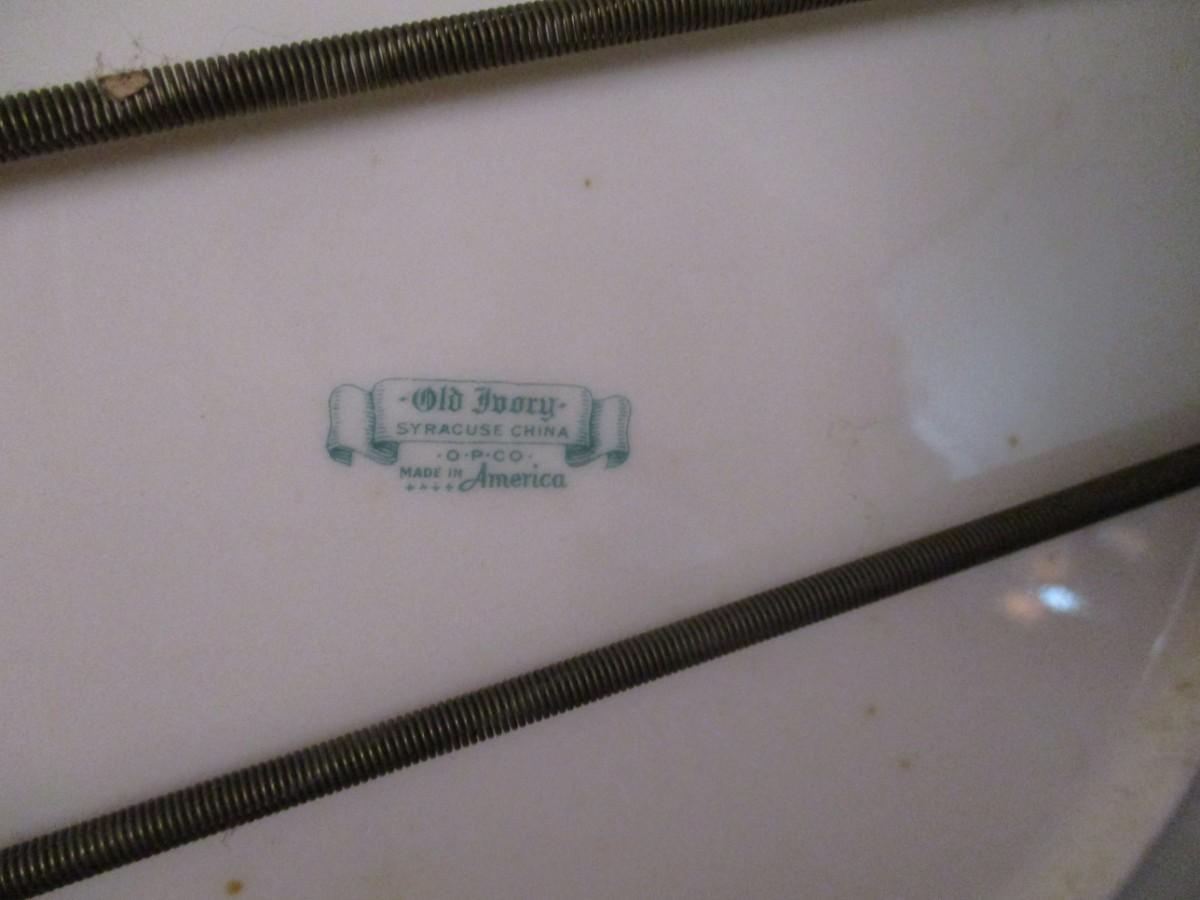 -Old Ivory-
SYRACUSE CHINA
·O·P·CO·
MADE IN America